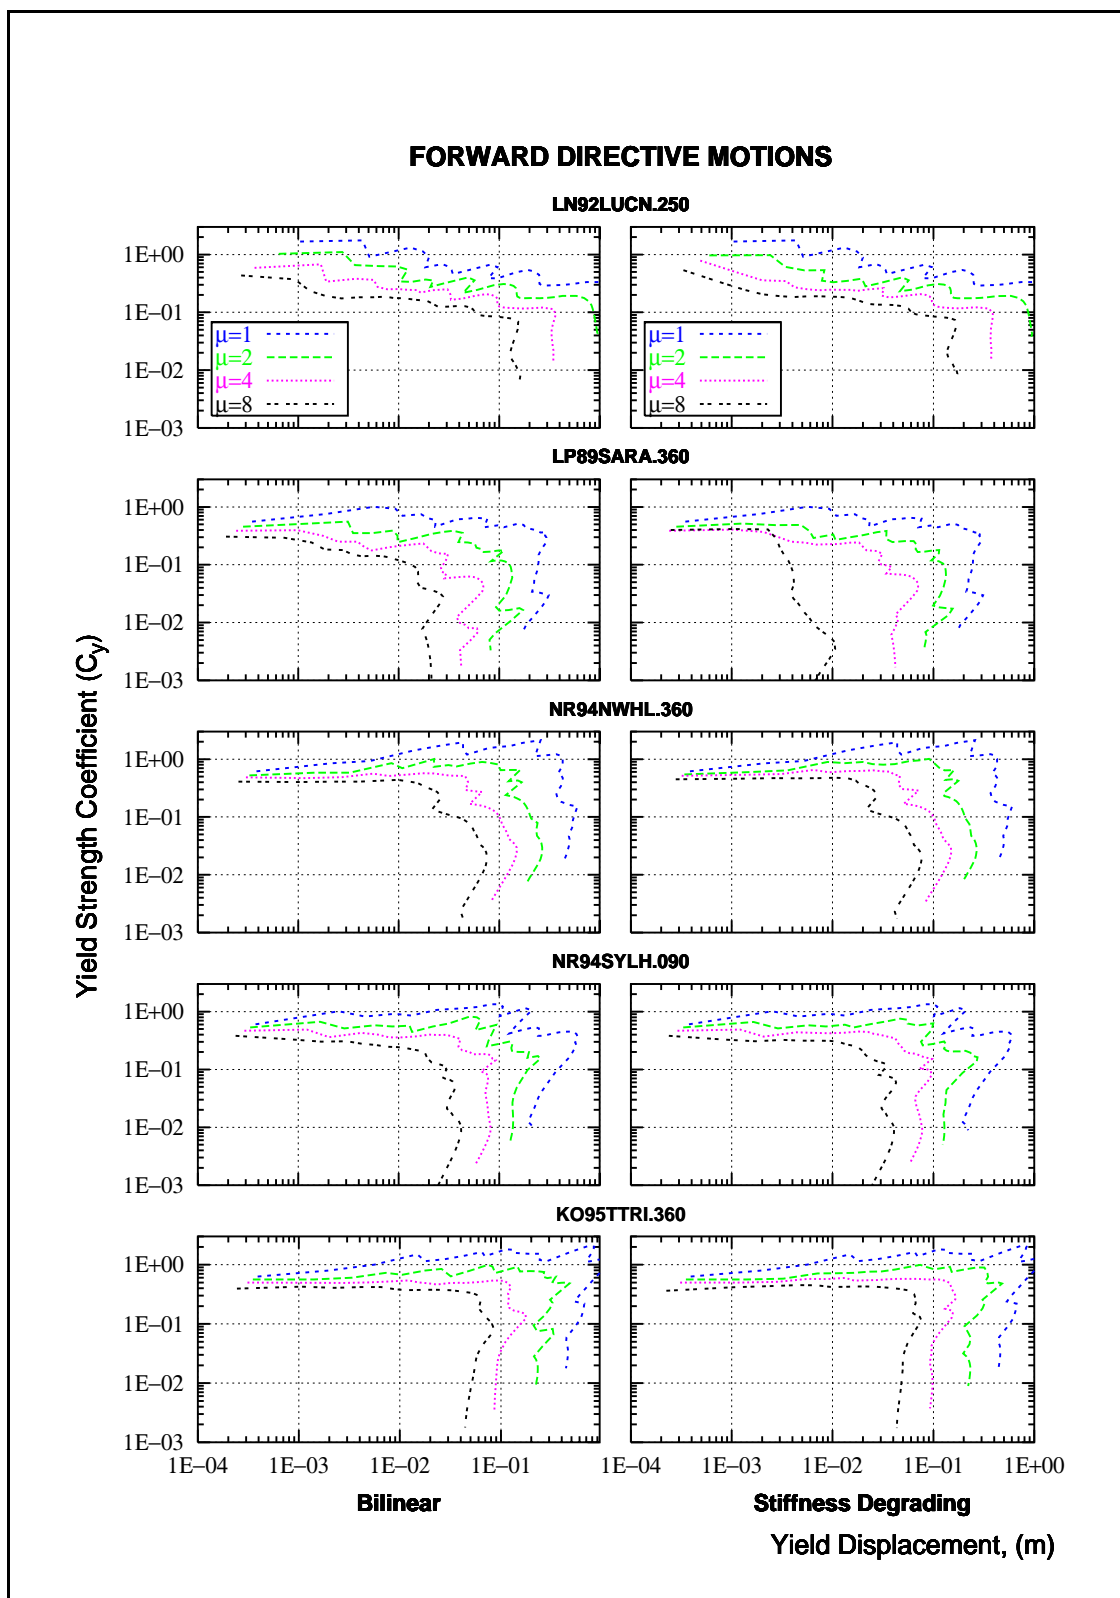 FORWARD DIRECTIVE MOTIONS
LN92LUCN.250
1E+00
1E−01
1E−02
1E−03
μ=1
μ=2
μ=4
μ=8
μ=1
μ=2
μ=4
μ=8
LP89SARA.360
1E+00
1E−01
1E−02
1E−03
NR94NWHL.360
1E+00
1E−01
1E−02
1E−03
Yield Strength Coefficient (Cy)
NR94SYLH.090
1E+00
1E−01
1E−02
1E−03
KO95TTRI.360
1E+00
1E−01
1E−02
1E−03
1E−04 1E−03 1E−02 1E−01 1E−04 1E−03 1E−02 1E−01 1E+00
Bilinear Stiffness Degrading
Yield Displacement, (m)